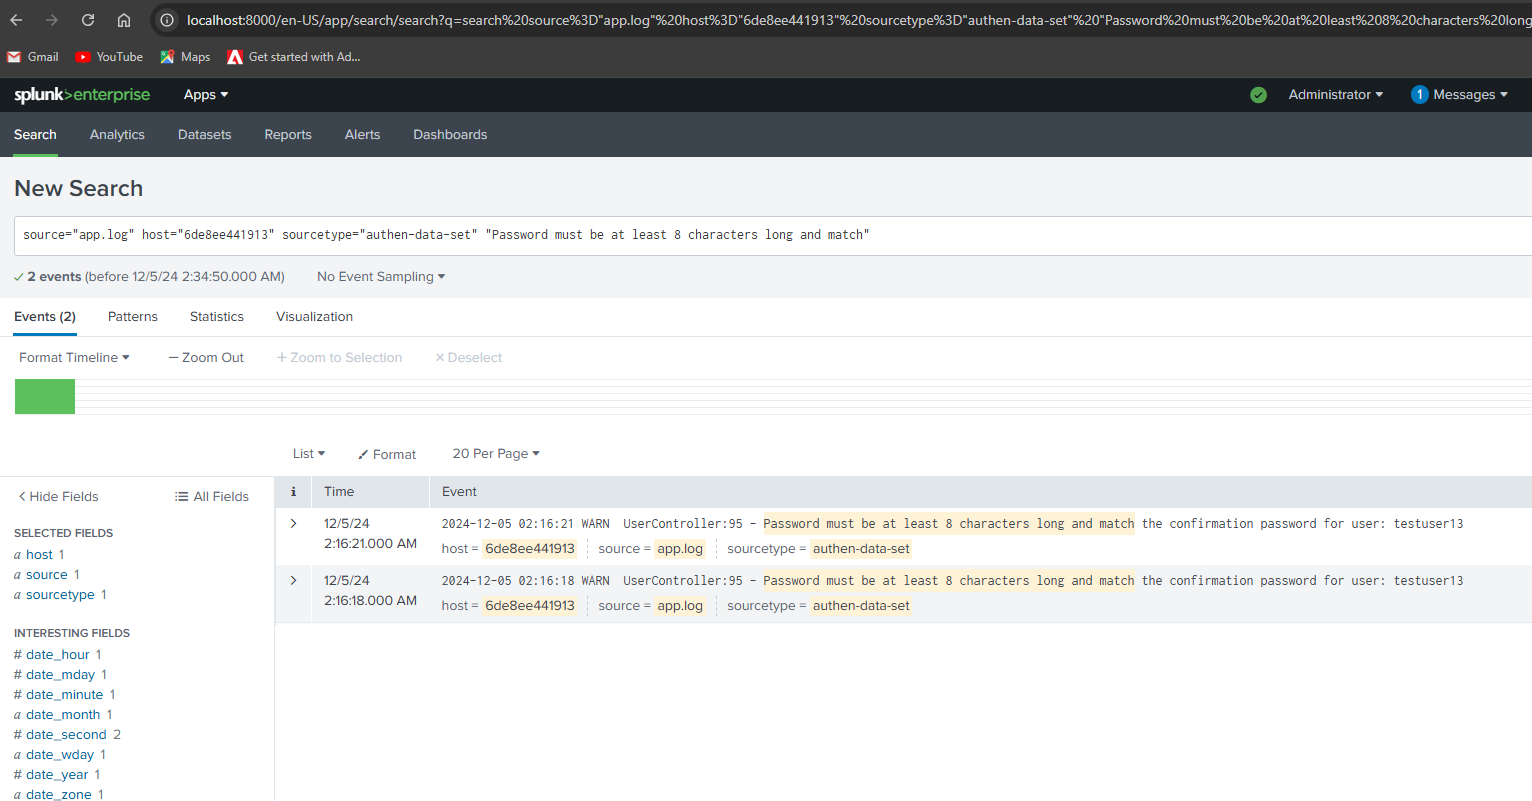 localhost:8000/en-US/app/search/search?q=search%20source%3D"app.log"%20host%3D"6de8ee441913"%20sourcetype%3D"authen-data-set"%20"Password%20must%20be%20at%20least%208%20characters%20long
Gmail YouTube Maps Get started with Ad...
splunk>enterprise Apps Administrator 1 Messages
Search Analytics Datasets Reports Alerts Dashboards
New Search
source="app.log" host="6de8ee441913" sourcetype="authen-data-set" "Password must be at least 8 characters long and match"
2 events (before 12/5/24 2:34:50.000 AM) No Event Sampling
Events (2) Patterns Statistics Visualization
Format Timeline — Zoom Out + Zoom to Selection × Deselect
List Format 20 Per Page
< Hide Fields All Fields
SELECTED FIELDS
a host 1
a source 1
a sourcetype 1
INTERESTING FIELDS
# date_hour 1
# date_mday 1
# date_minute 1
a date_month 1
# date_second 2
a date_wday 1
# date_year 1
a date_zone 1
i Time Event
12/5/24 2024-12-05 02:16:21 WARN UserController:95 - Password must be at least 8 characters long and match the confirmation password for user: testuser13
2:16:21.000 AM host = 6de8ee441913 source = app.log sourcetype = authen-data-set
12/5/24 2024-12-05 02:16:18 WARN UserController:95 - Password must be at least 8 characters long and match the confirmation password for user: testuser13
2:16:18.000 AM host = 6de8ee441913 source = app.log sourcetype = authen-data-set